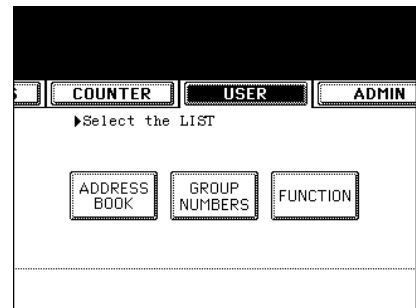 COUNTER USER ADMIN
▶Select the LIST
ADDRESS BOOK
GROUP NUMBERS
FUNCTION